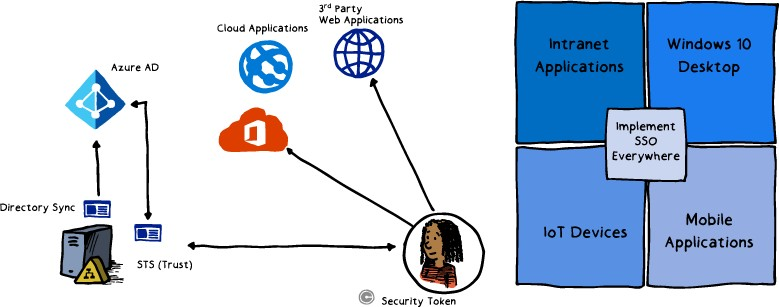 Cloud Applications
3rd Party
Web Applications
Azure AD
Directory Sync
STS (Trust)
© Security Token
Intranet
Applications
Windows 10
Desktop
Implement
SSO
Everywhere
IoT Devices
Mobile
Applications